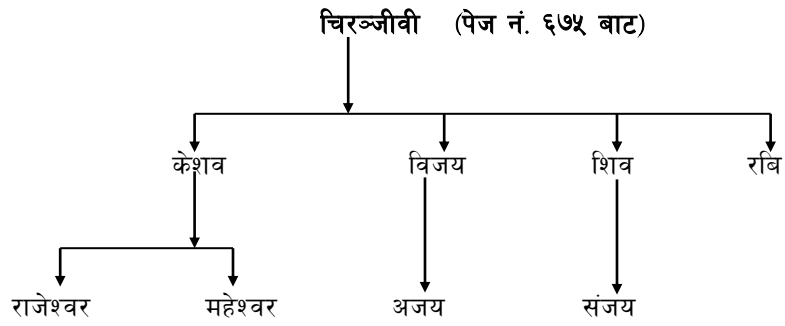 चिरञ्जीवी (पेज नं. ६७५ बाट)
केशव विजय शिव रबि
राजेश्वर महेश्वर अजय संजय